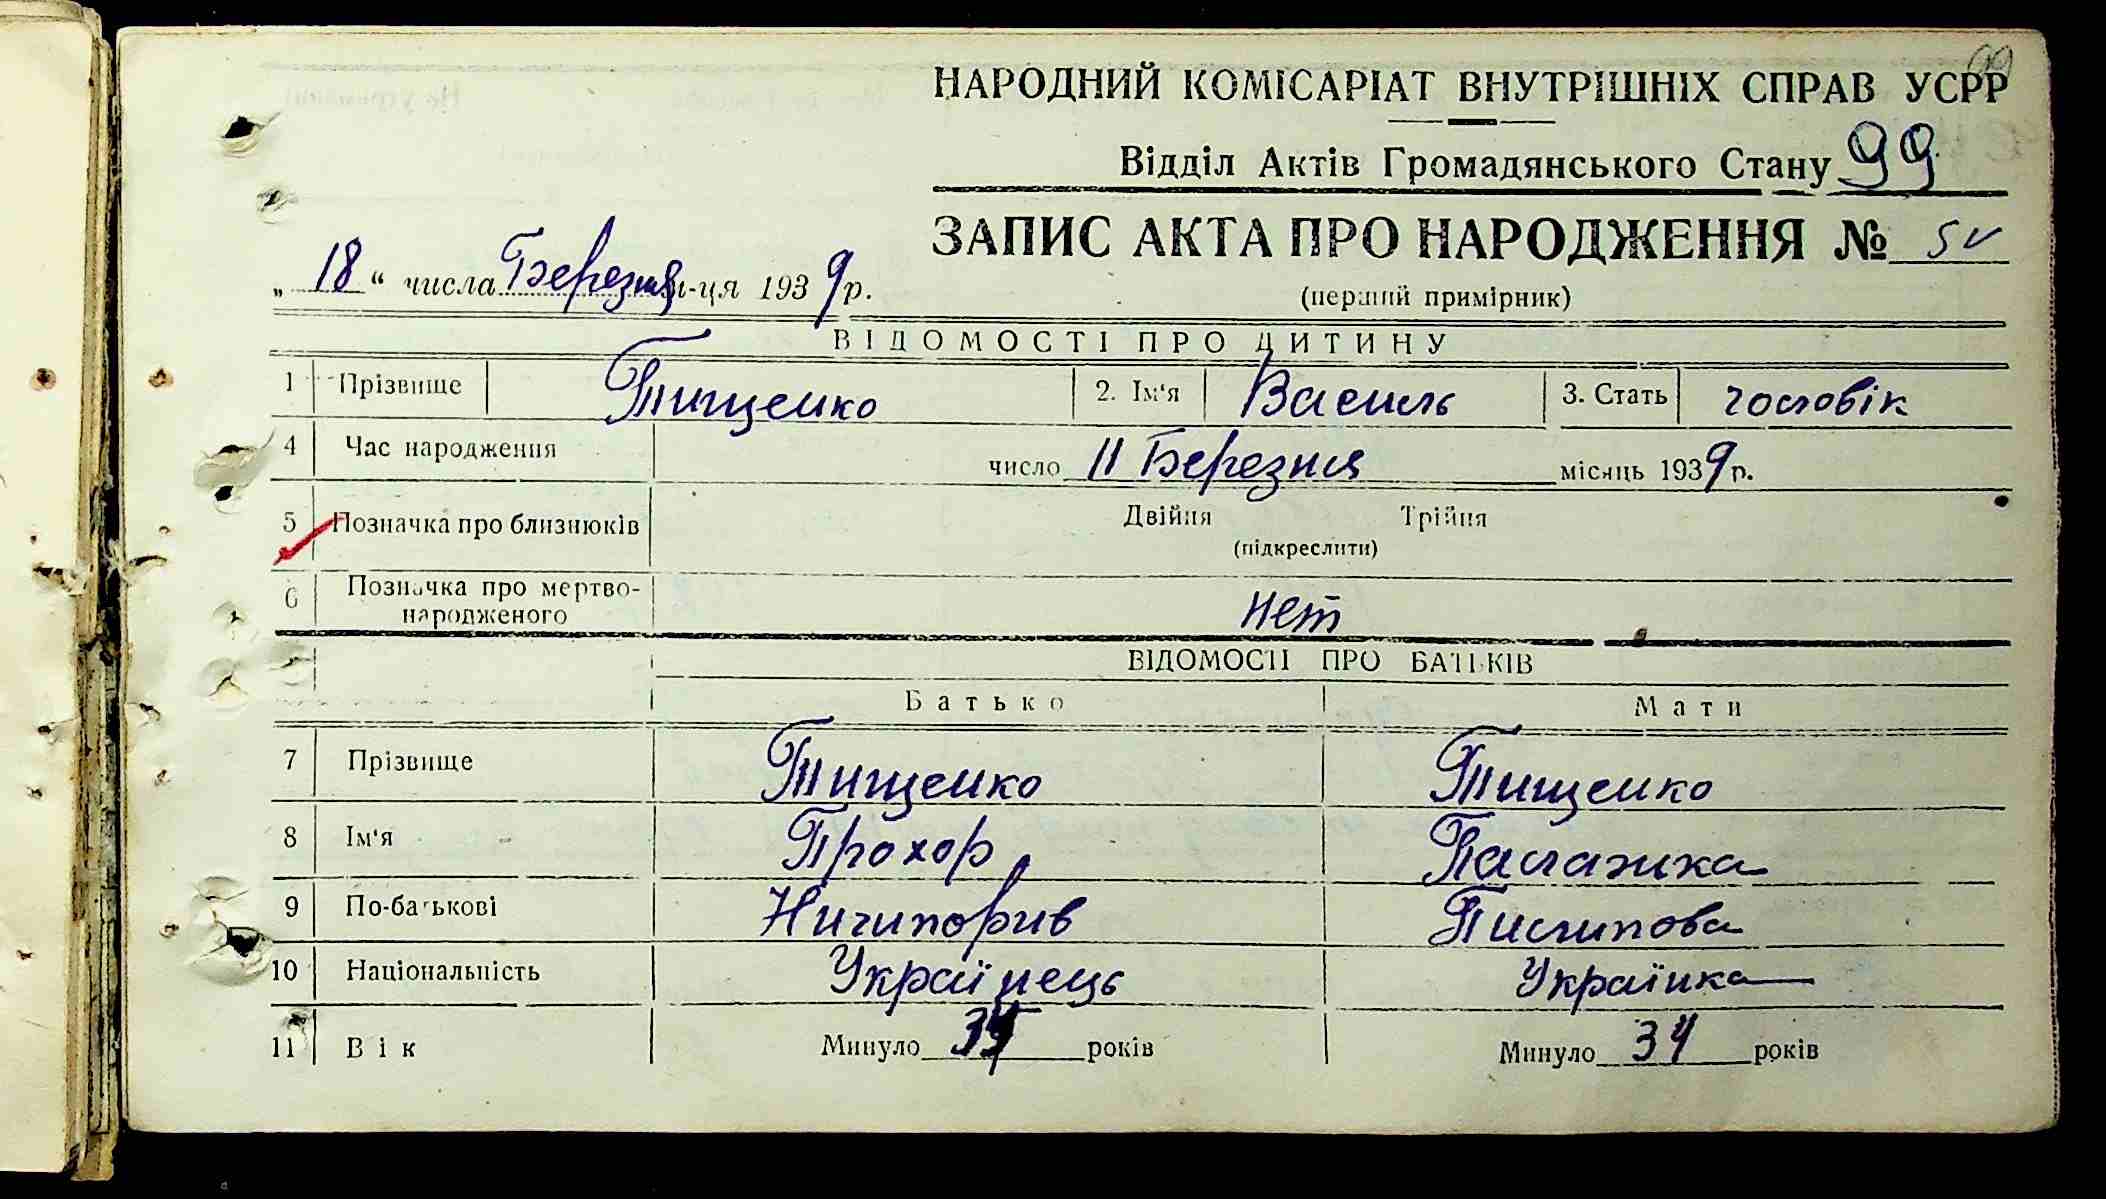 99
НАРОДНИЙ КОМІСАРІАТ ВНУТРІШНІХ СПРАВ УСРР
Відділ Актів Громадянського Стану 99
ЗАПИС АКТА ПРО НАРОДЖЕННЯ №
(перший примірник)
„18“ числа Березня м-ця 1939 р.
ВІДОМОСТІ ПРО ДИТИНУ
1 Прізвище Тищенко 2. Ім'я Василь 3. Стать чоловік
4 Час народження число 11 Березня місяць 1939 р.
5 Позначка про близнюків Двійня Трійня
(підкреслити)
6 Позначка про мертво-
народженого нет
ВІДОМОСТІ ПРО БАТЬКІВ
Батько Мати
7 Прізвище Тищенко Тищенко
8 Ім'я Прохор Палажка
9 По-батькові Ничипорив Пилипова
10 Національність Українець Українка
11 Вік Минуло років Минуло 34 років